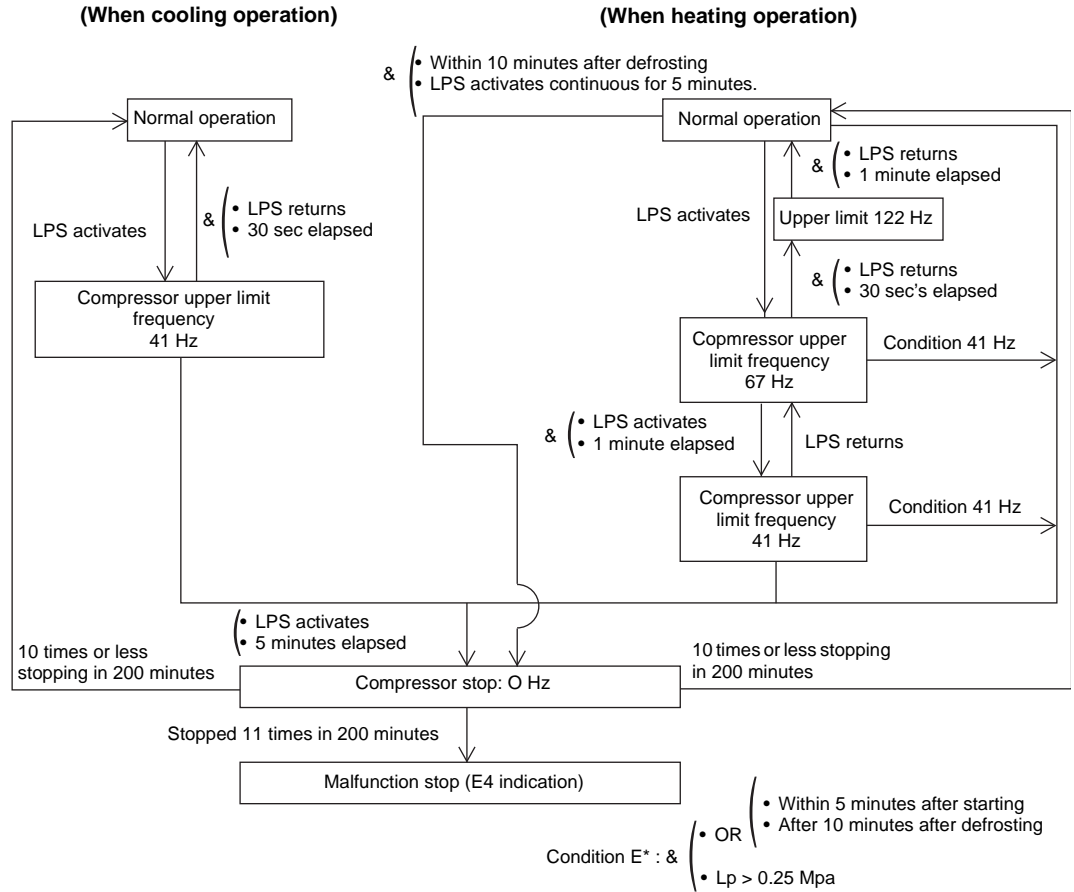 (When cooling operation)
(When heating operation)
&
• Within 10 minutes after defrosting
• LPS activates continuous for 5 minutes.
Normal operation
Normal operation
LPS activates
&
• LPS returns
• 30 sec elapsed
Compressor upper limit
frequency
41 Hz
LPS activates
&
• LPS returns
• 1 minute elapsed
Upper limit 122 Hz
&
• LPS returns
• 30 sec's elapsed
Copmressor upper
limit frequency
67 Hz
Condition 41 Hz
&
• LPS activates
• 1 minute elapsed
LPS returns
Compressor upper
limit frequency
41 Hz
Condition 41 Hz
• LPS activates
• 5 minutes elapsed
10 times or less
stopping in 200 minutes
10 times or less stopping
in 200 minutes
Compressor stop: O Hz
Stopped 11 times in 200 minutes
Malfunction stop (E4 indication)
Condition E* : &
• OR
• Within 5 minutes after starting
• After 10 minutes after defrosting
• Lp > 0.25 Mpa